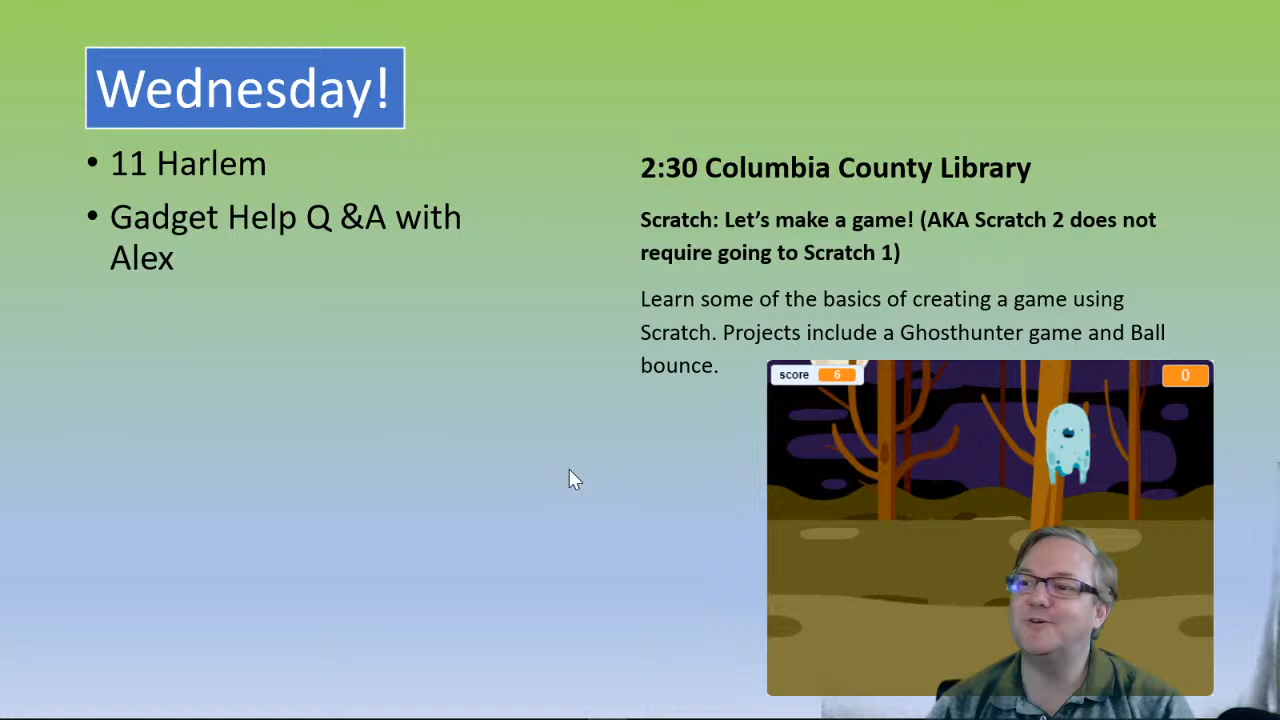 Wednesday!
• 11 Harlem
• Gadget Help Q &A with
Alex
2:30 Columbia County Library
Scratch: Let’s make a game! (AKA Scratch 2 does not
require going to Scratch 1)
Learn some of the basics of creating a game using
Scratch. Projects include a Ghosthunter game and Ball
bounce.
score 6
0